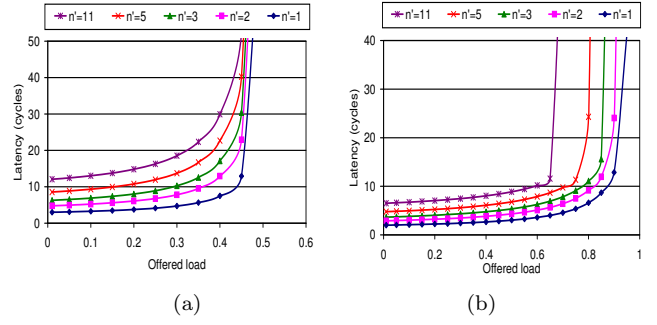 n'=11 n'=5 n'=3 n'=2 n'=1
50
40
30
20
10
0
Latency (cycles)
0 0.1 0.2 0.3 0.4 0.5 0.6
Offered load
(a)
n'=11 n'=5 n'=3 n'=2 n'=1
40
30
20
10
0
Latency (cycles)
0 0.2 0.4 0.6 0.8 1
Offered load
(b)